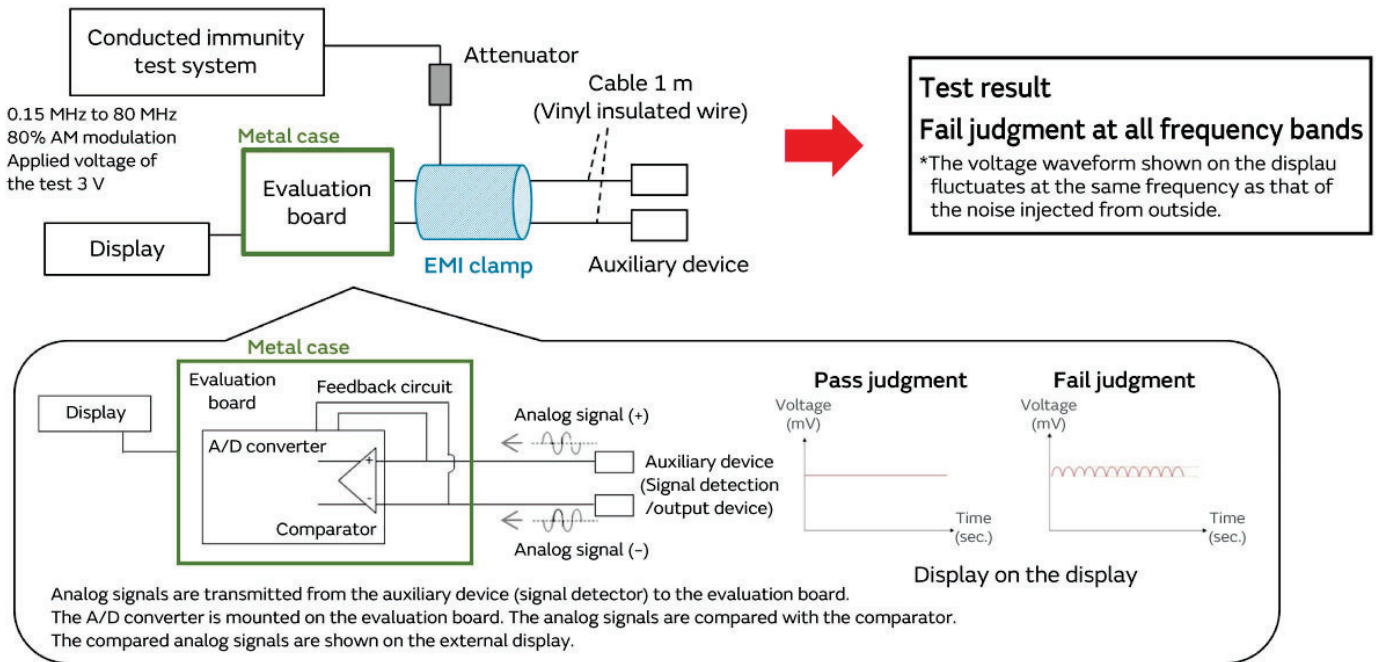 Conducted immunity
test system
Attenuator
Cable 1 m
(Vinyl insulated wire)
0.15 MHz to 80 MHz
80% AM modulation
Applied voltage of
the test 3 V
Metal case
Evaluation
board
Display
EMI clamp
Auxiliary device
Test result
Fail judgment at all frequency bands
*The voltage waveform shown on the displau
fluctuates at the same frequency as that of
the noise injected from outside.
Metal case
Evaluation
board
Feedback circuit
Display
A/D converter
+
-
Comparator
Analog signal (+)
Auxiliary device
(Signal detection
/output device)
Analog signal (−)
Pass judgment
Voltage
(mV)
Time
(sec.)
Fail judgment
Voltage
(mV)
Time
(sec.)
Display on the display
Analog signals are transmitted from the auxiliary device (signal detector) to the evaluation board.
The A/D converter is mounted on the evaluation board. The analog signals are compared with the comparator.
The compared analog signals are shown on the external display.